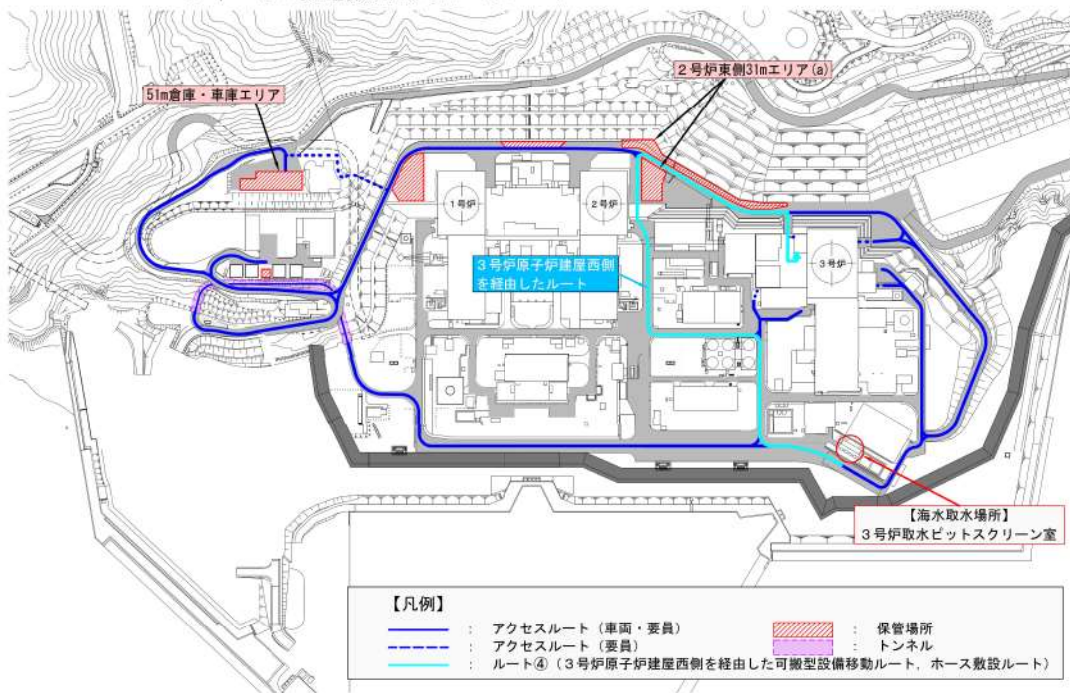 51m倉庫・車庫エリア
2号炉東側31mエリア(a)
1号炉
2号炉
3号炉
3号炉原子炉建屋西側
を経由したルート
【海水取水場所】
3号炉取水ピットスクリーン室
【凡例】
: アクセスルート(車両・要員)
: 保管場所
: アクセスルート(要員)
: トンネル
: ルート④(3号炉原子炉建屋西側を経由した可搬型設備移動ルート,ホース敷設ルート)